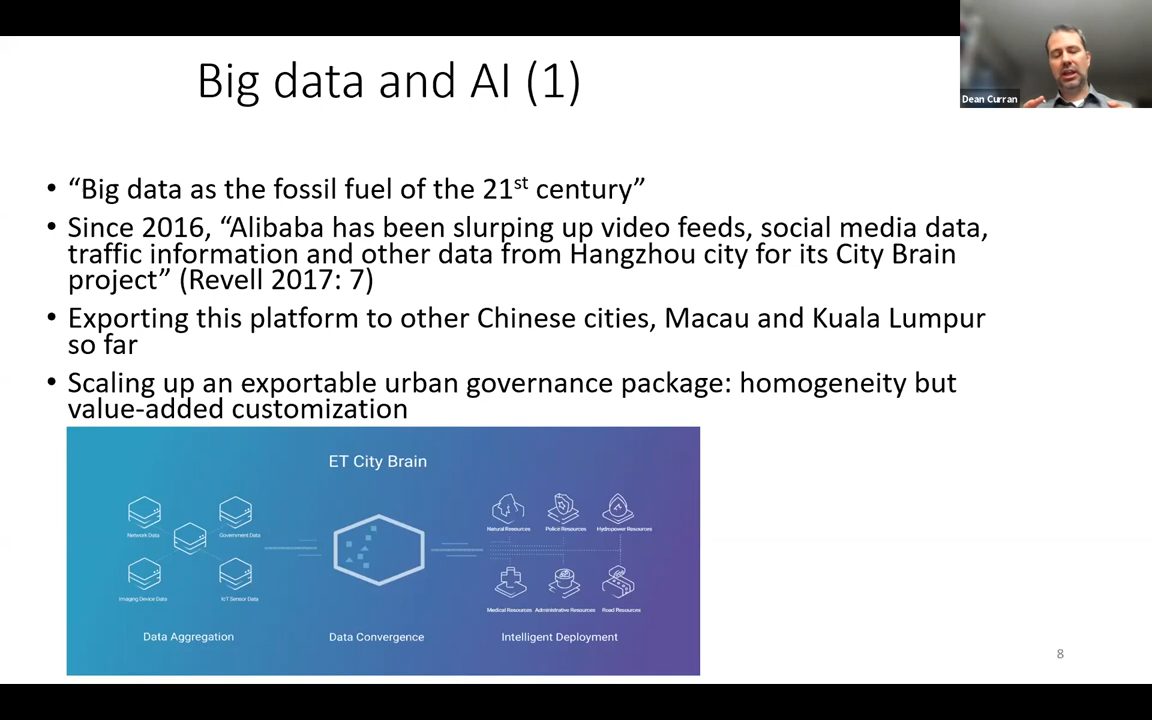 Big data and AI (1)
Dean Curran
• “Big data as the fossil fuel of the 21st century”
• Since 2016, “Alibaba has been slurping up video feeds, social media data,
traffic information and other data from Hangzhou city for its City Brain
project” (Revell 2017: 7)
• Exporting this platform to other Chinese cities, Macau and Kuala Lumpur
so far
• Scaling up an exportable urban governance package: homogeneity but
value-added customization
ET City Brain
Network Data
Government Data
Imaging Device Data
IoT Sensor Data
Natural Resources
Police Resources
Hydropower Resources
Medical Resources
Administrative Resources
Road Resources
Data Aggregation
Data Convergence
Intelligent Deployment
8